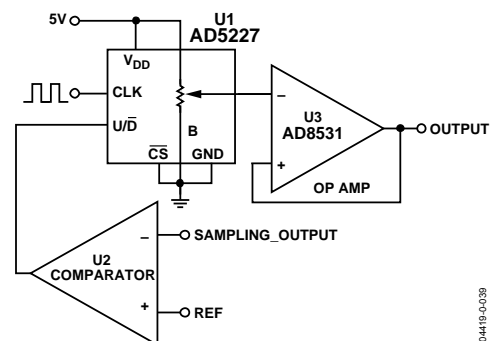 5V
U1
AD5227
VDD
CLK
U/D̅
B
C̅S̅ GND
–
U3
AD8531
+
OP AMP
OUTPUT
–
SAMPLING_OUTPUT
U2
COMPARATOR
+
REF
04419-0-039